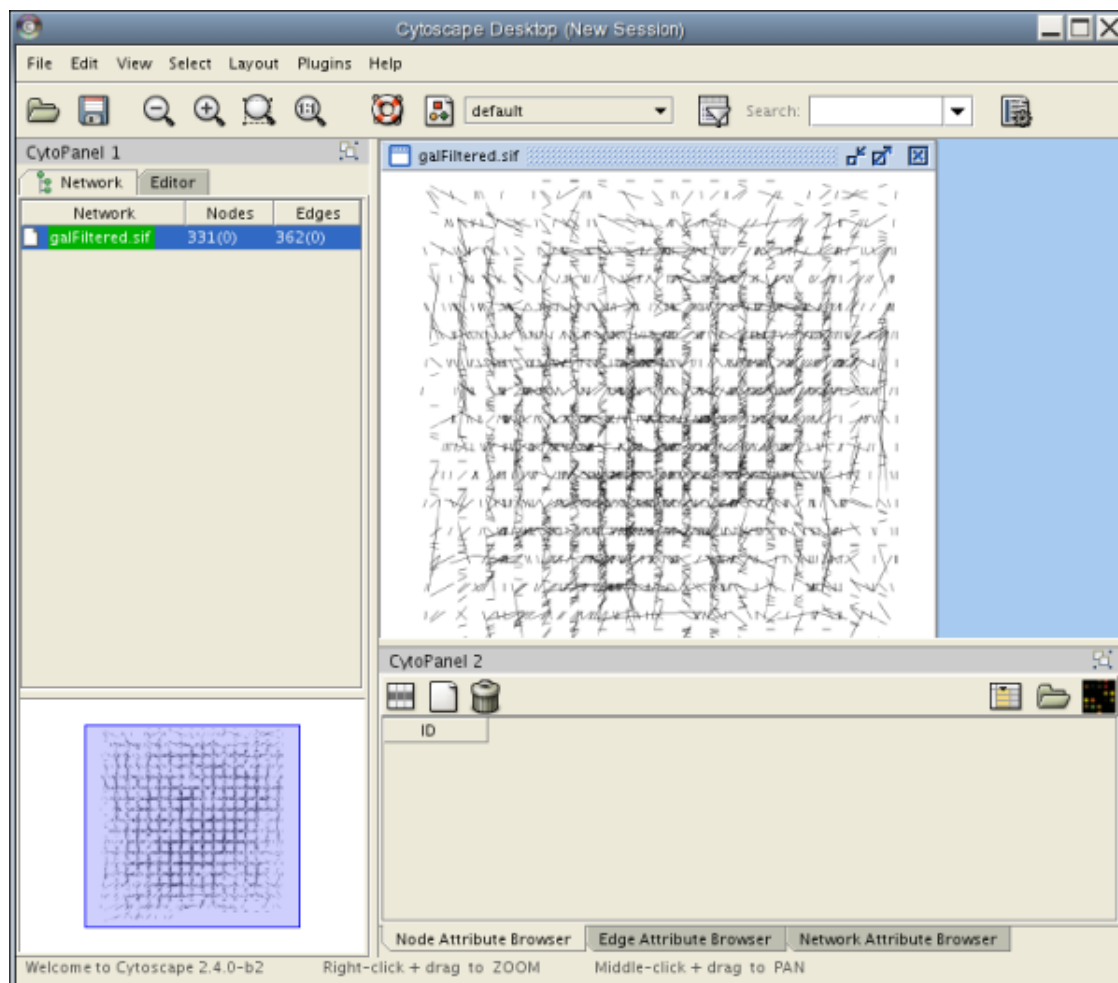 Cytoscape Desktop (New Session)
File Edit View Select Layout Plugins Help
1:1 default Search:
CytoPanel 1
Network Editor
Network Nodes Edges
galFiltered.sif 331(0) 362(0)
galFiltered.sif
CytoPanel 2
ID
Node Attribute Browser Edge Attribute Browser Network Attribute Browser
Welcome to Cytoscape 2.4.0-b2 Right-click + drag to ZOOM Middle-click + drag to PAN